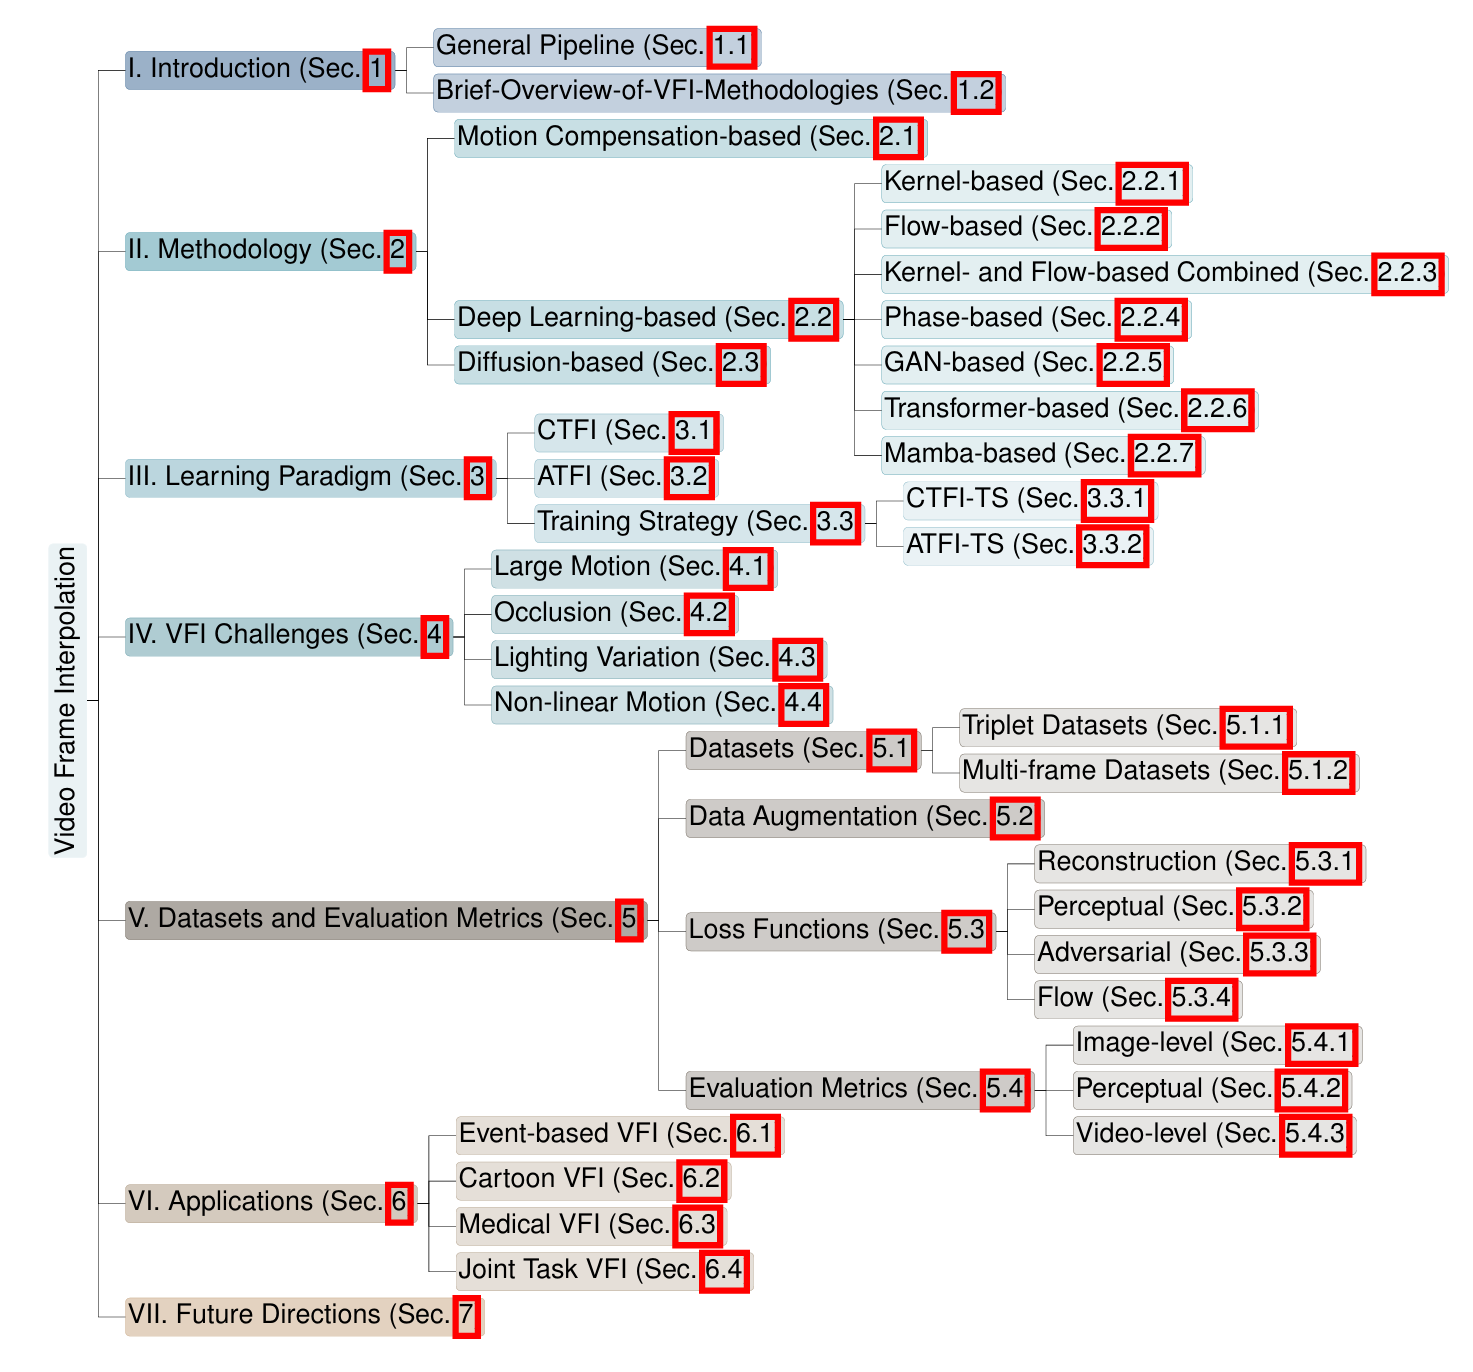 Video Frame Interpolation
I. Introduction (Sec. 1)
General Pipeline (Sec. 1.1)
Brief-Overview-of-VFI-Methodologies (Sec. 1.2)
II. Methodology (Sec. 2)
Motion Compensation-based (Sec. 2.1)
Deep Learning-based (Sec. 2.2)
Kernel-based (Sec. 2.2.1)
Flow-based (Sec. 2.2.2)
Kernel- and Flow-based Combined (Sec. 2.2.3)
Phase-based (Sec. 2.2.4)
GAN-based (Sec. 2.2.5)
Transformer-based (Sec. 2.2.6)
Mamba-based (Sec. 2.2.7)
Diffusion-based (Sec. 2.3)
III. Learning Paradigm (Sec. 3)
CTFI (Sec. 3.1)
ATFI (Sec. 3.2)
Training Strategy (Sec. 3.3)
CTFI-TS (Sec. 3.3.1)
ATFI-TS (Sec. 3.3.2)
IV. VFI Challenges (Sec. 4)
Large Motion (Sec. 4.1)
Occlusion (Sec. 4.2)
Lighting Variation (Sec. 4.3)
Non-linear Motion (Sec. 4.4)
V. Datasets and Evaluation Metrics (Sec. 5)
Datasets (Sec. 5.1)
Triplet Datasets (Sec. 5.1.1)
Multi-frame Datasets (Sec. 5.1.2)
Data Augmentation (Sec. 5.2)
Loss Functions (Sec. 5.3)
Reconstruction (Sec. 5.3.1)
Perceptual (Sec. 5.3.2)
Adversarial (Sec. 5.3.3)
Flow (Sec. 5.3.4)
Evaluation Metrics (Sec. 5.4)
Image-level (Sec. 5.4.1)
Perceptual (Sec. 5.4.2)
Video-level (Sec. 5.4.3)
VI. Applications (Sec. 6)
Event-based VFI (Sec. 6.1)
Cartoon VFI (Sec. 6.2)
Medical VFI (Sec. 6.3)
Joint Task VFI (Sec. 6.4)
VII. Future Directions (Sec. 7)